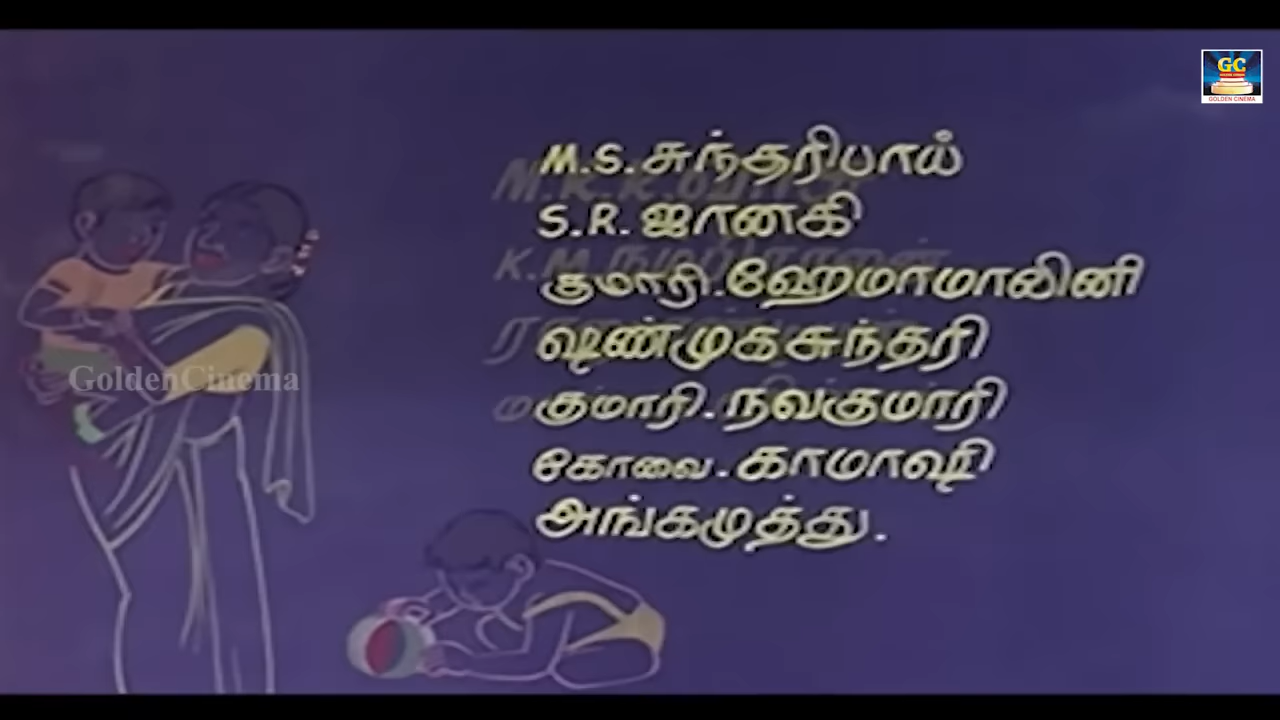 GC
GOLDEN CINEMA
M.S.சுந்தரிபாய்
S.R.ஜானகி
குமாரி.ஹேமாமாலினி
ஷண்முகசுந்தரி
குமாரி.நவகுமாரி
கோவை.காமாஷி
அங்கமுத்து.
GoldenCinema